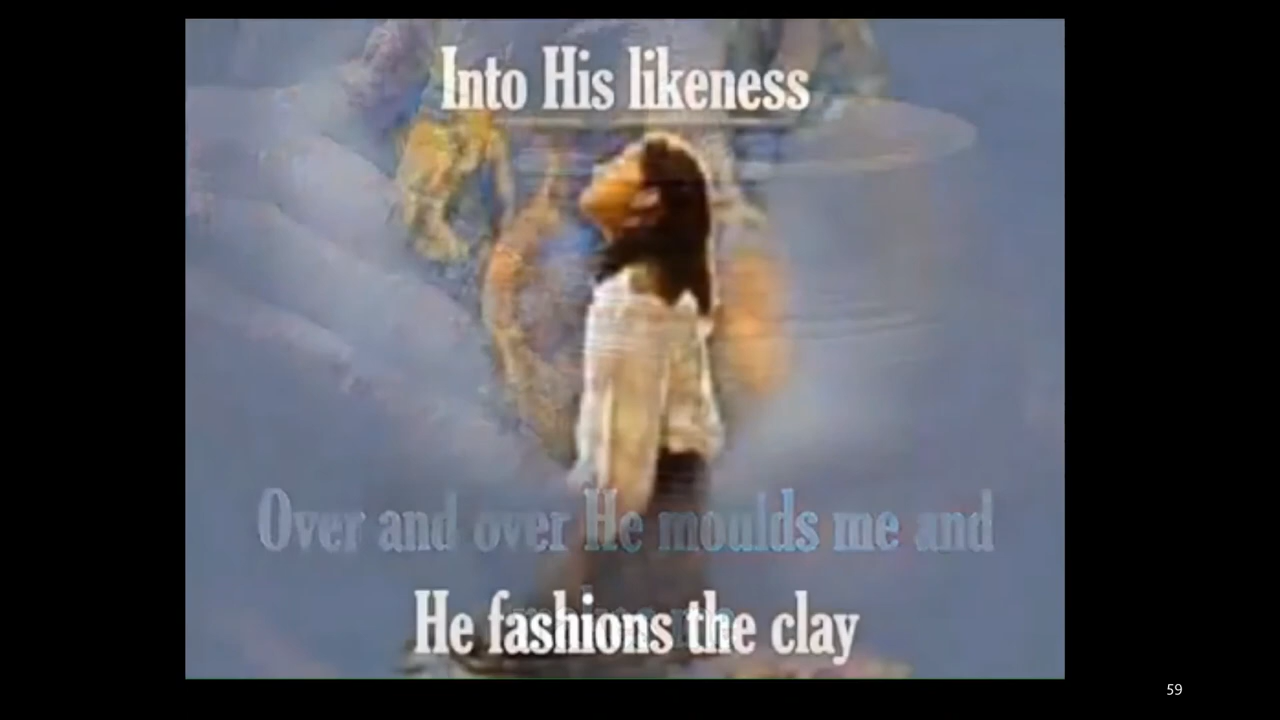 Into His likeness
Over and over He moulds me and
He fashions the clay
59